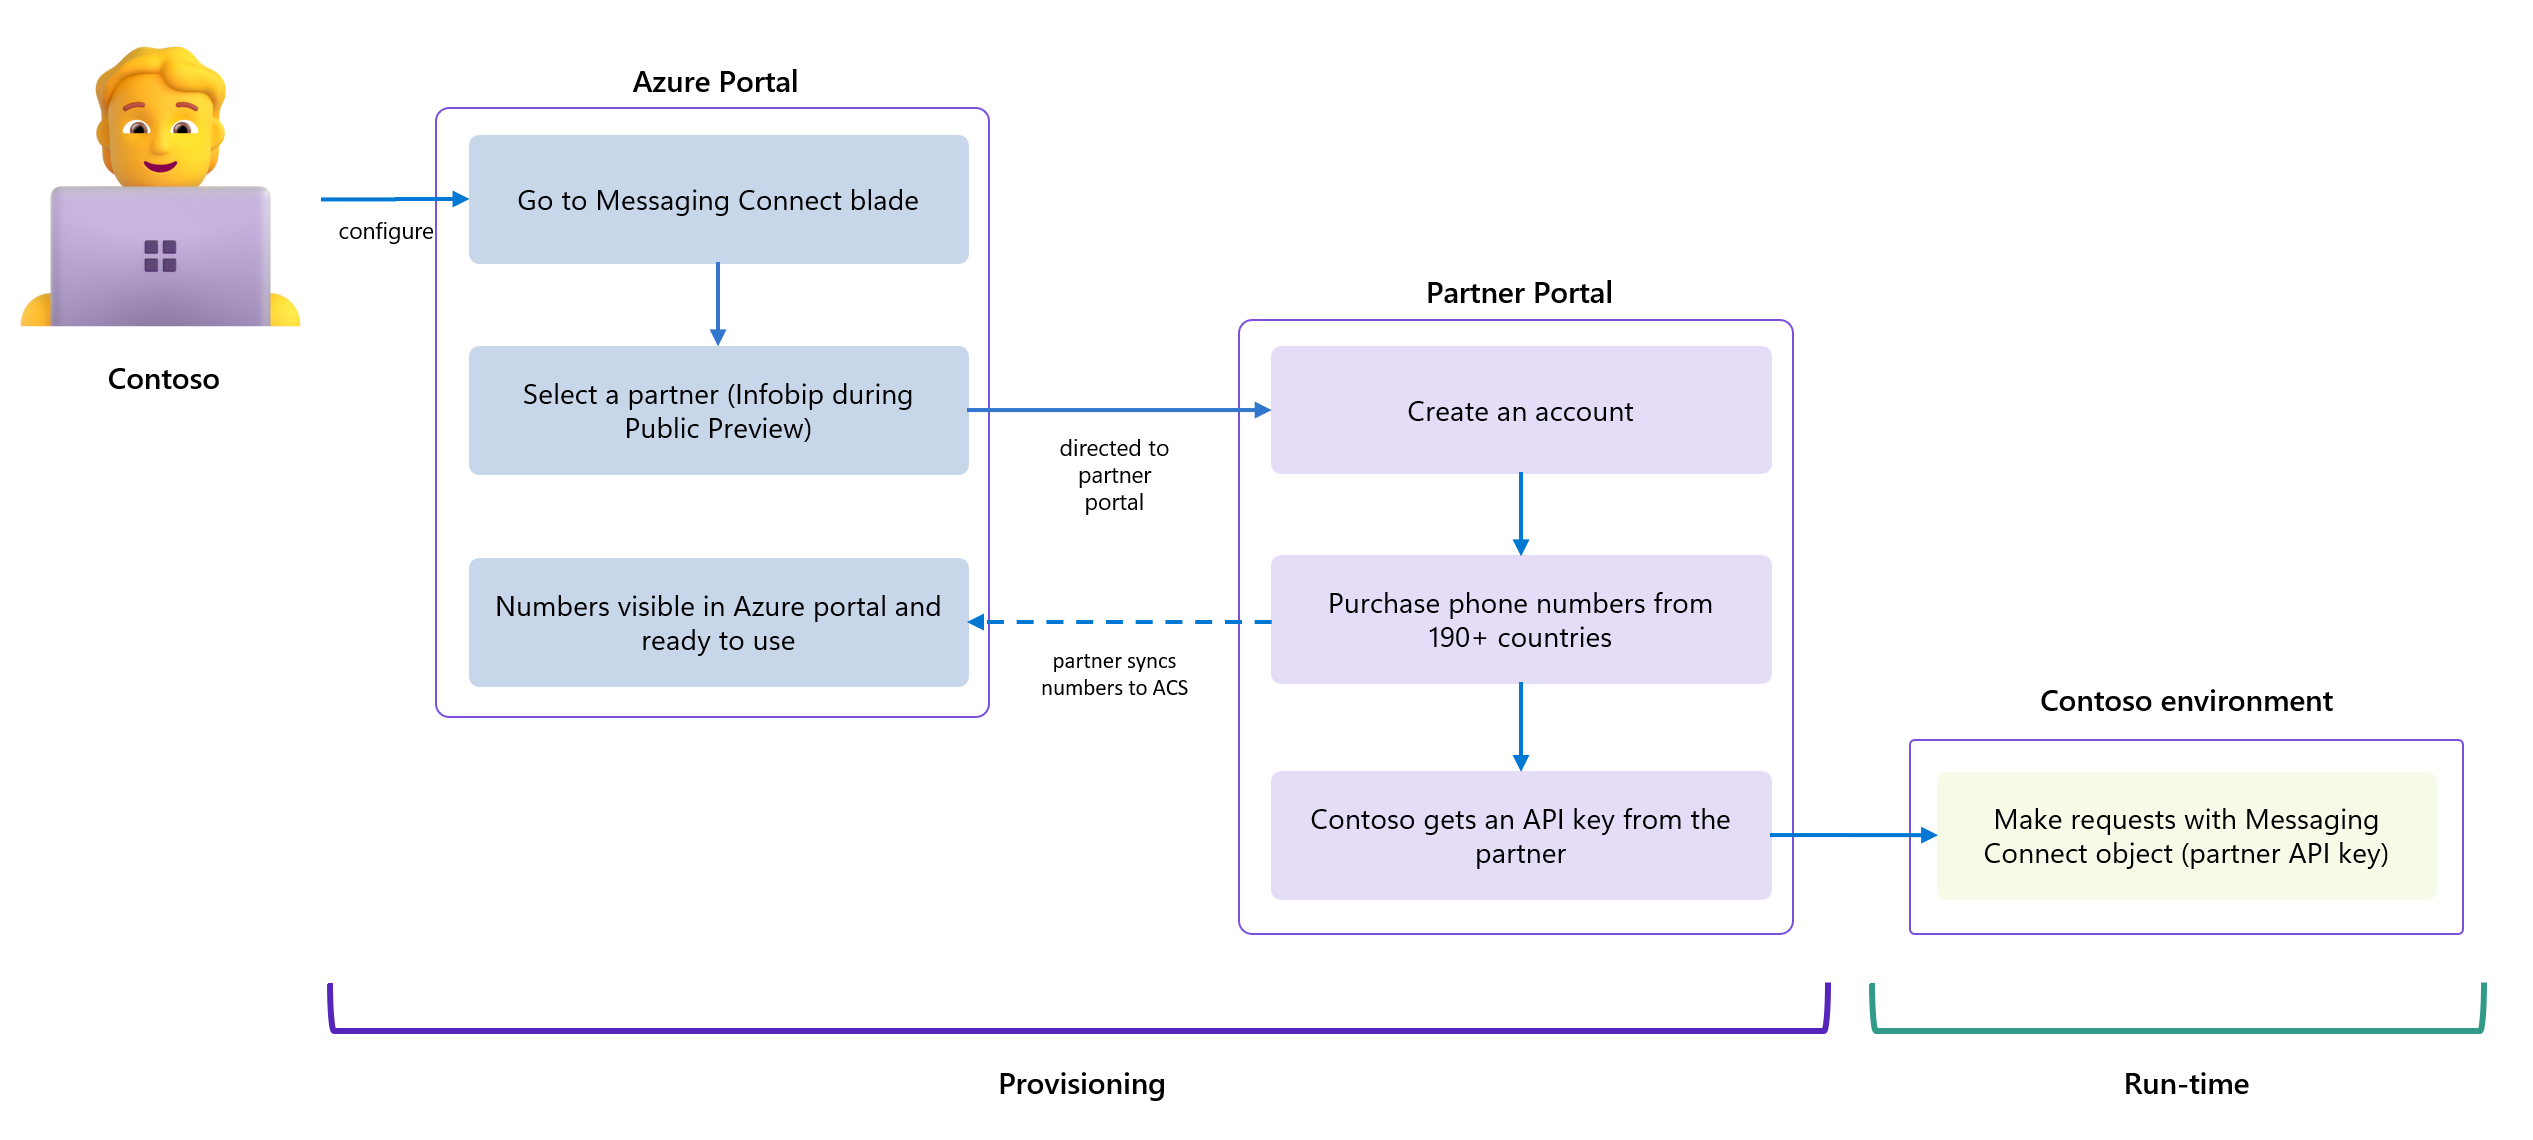 Azure Portal
Go to Messaging Connect blade
configure
Contoso
Select a partner (Infobip during
Public Preview)
directed to
partner
portal
Numbers visible in Azure portal and
ready to use
partner syncs
numbers to ACS
Partner Portal
Create an account
Purchase phone numbers from
190+ countries
Contoso gets an API key from the
partner
Contoso environment
Make requests with Messaging
Connect object (partner API key)
Provisioning
Run-time